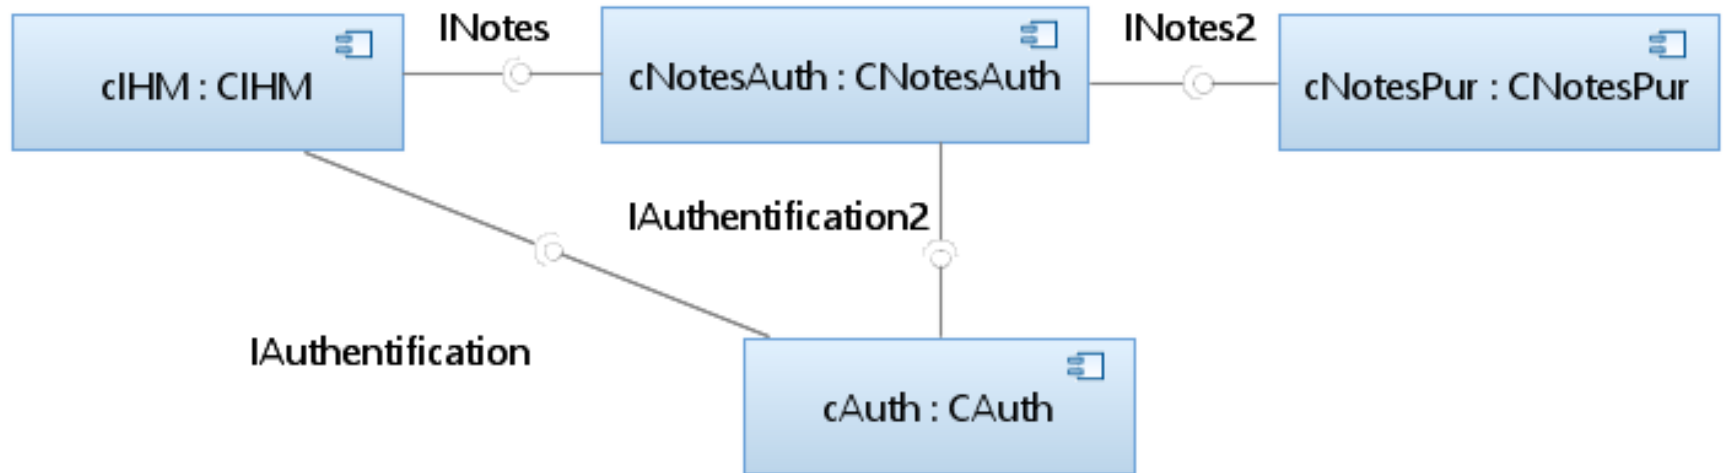 INotes
INotes2
cIHM : CIHM
cNotesAuth : CNotesAuth
cNotesPur : CNotesPur
IAuthentification2
IAuthentification
cAuth : CAuth